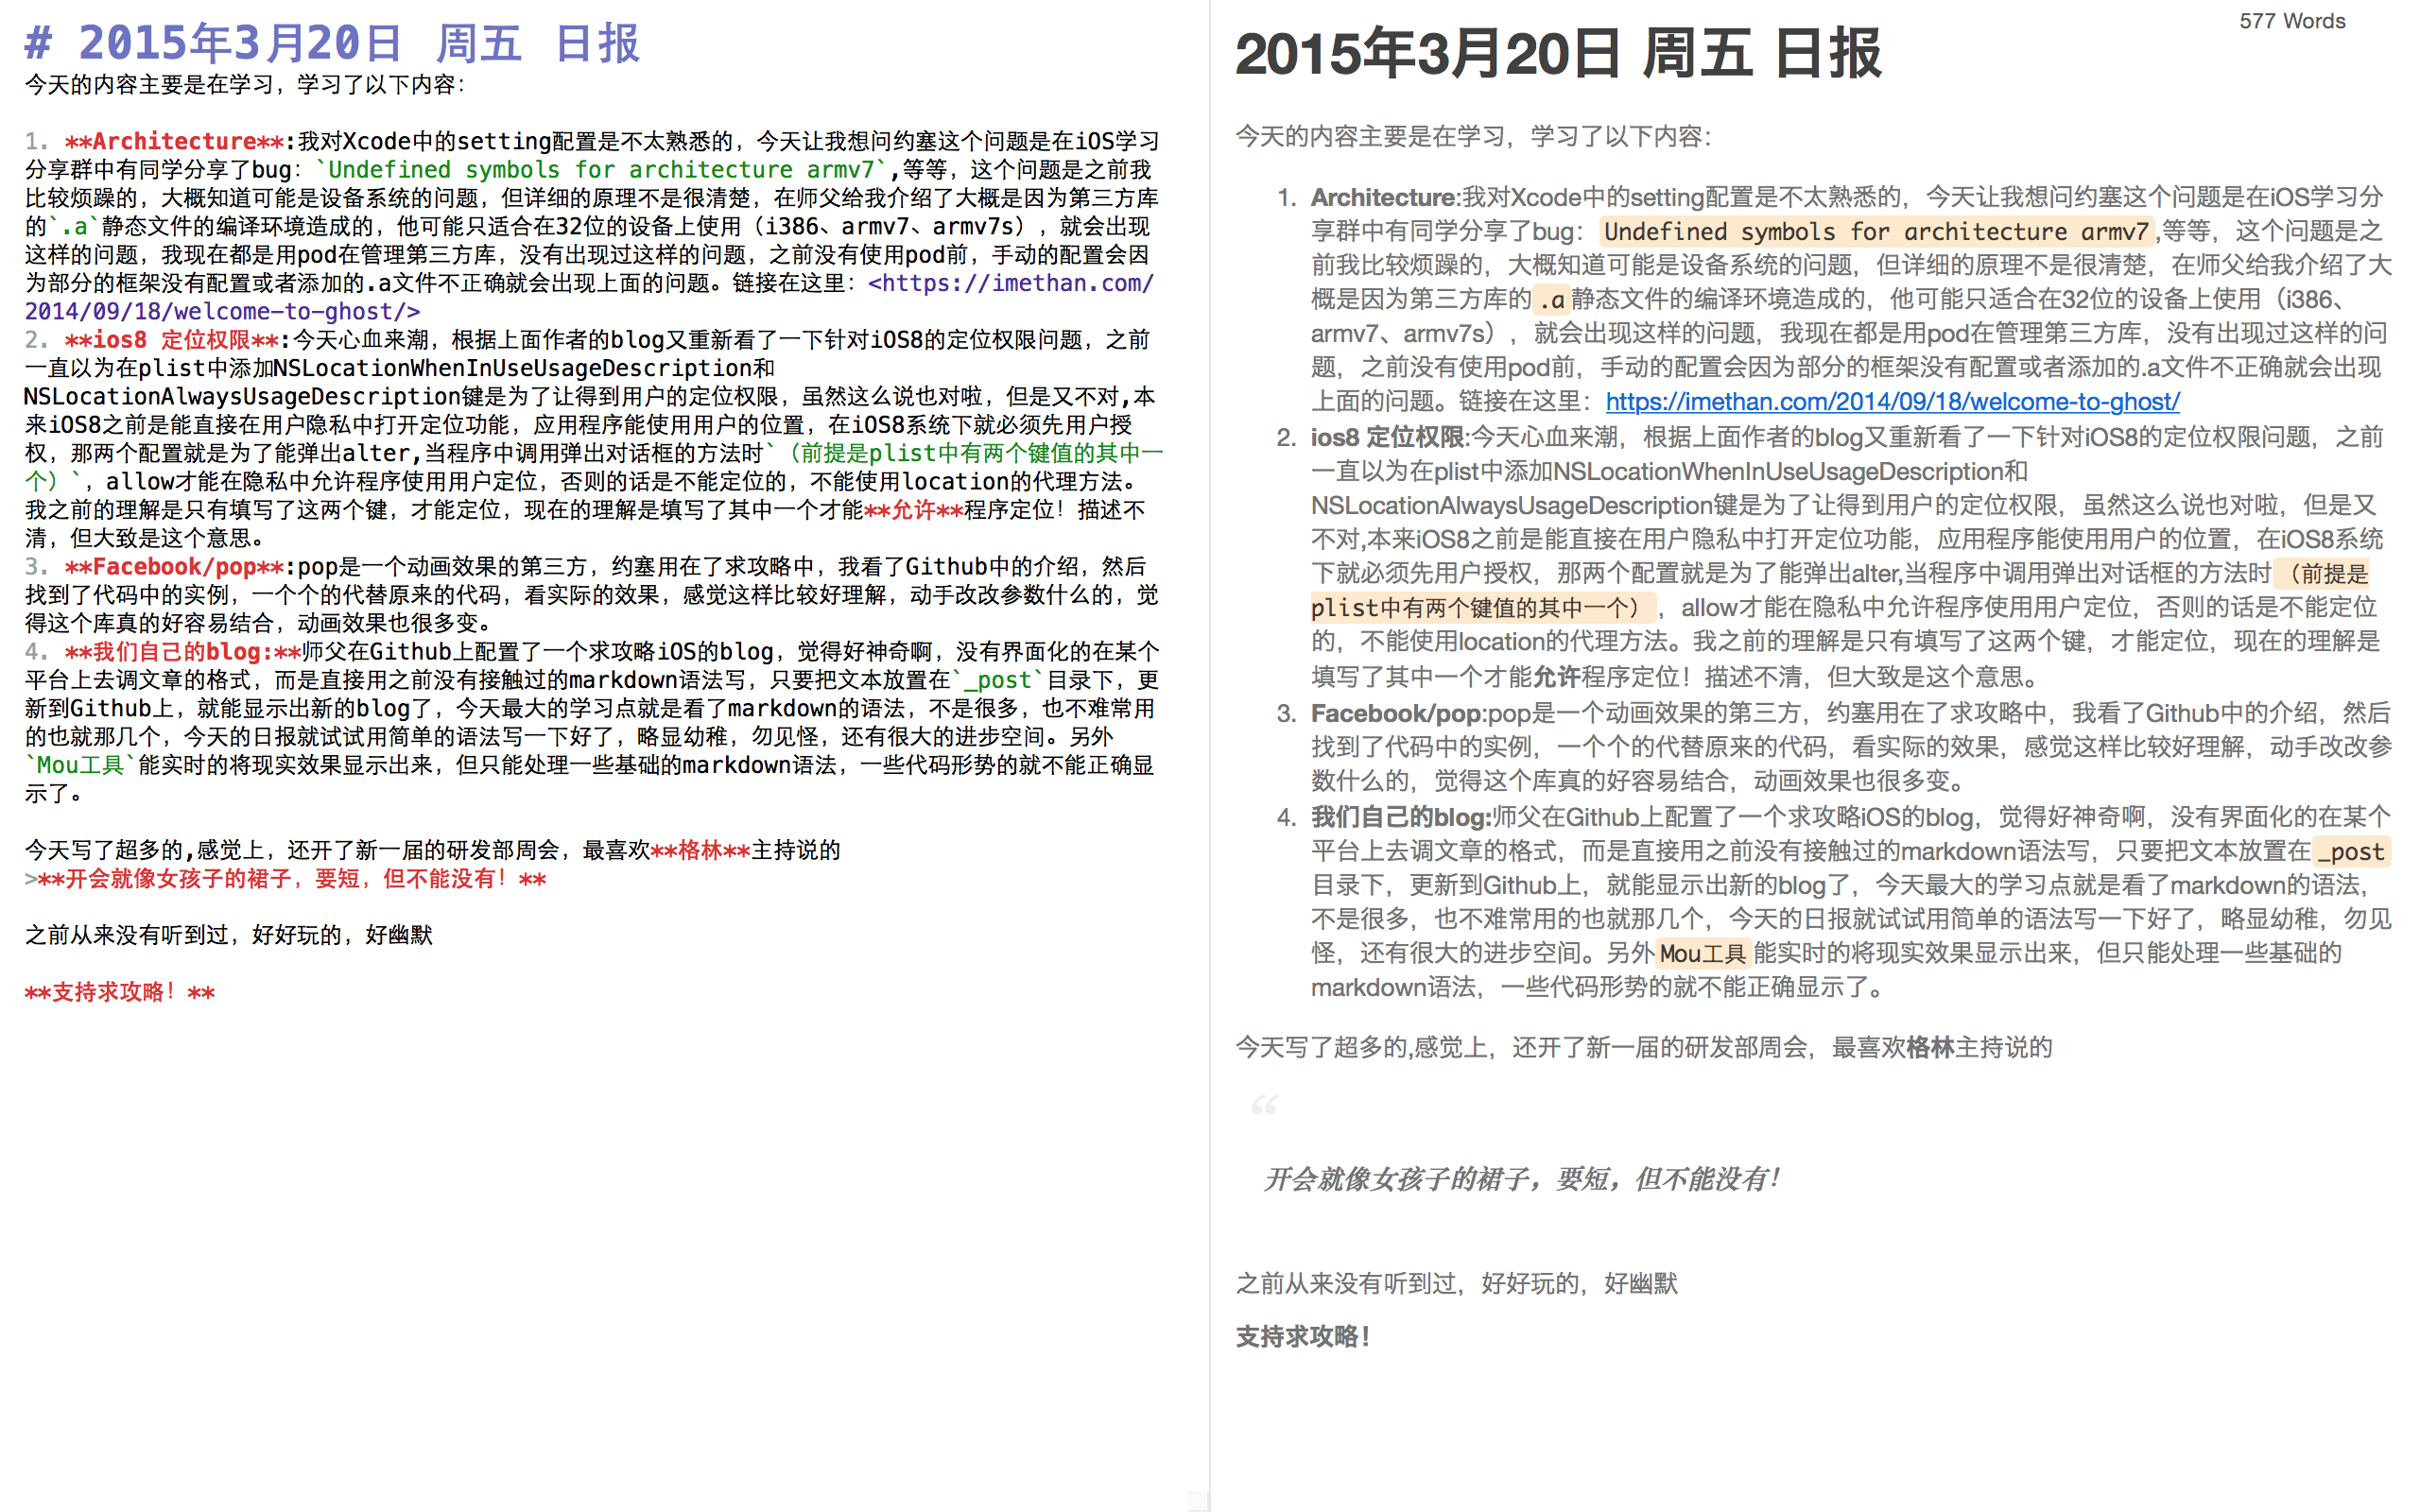 # 2015年3月20日 周五 日报
今天的内容主要是在学习，学习了以下内容：
1. **Architecture**:我对Xcode中的setting配置是不太熟悉的，今天让我想问约塞这个问题是在iOS学习
分享群中有同学分享了bug：`Undefined symbols for architecture armv7`,等等，这个问题是之前我
比较烦躁的，大概知道可能是设备系统的问题，但详细的原理不是很清楚，在师父给我介绍了大概是因为第三方库
的`.a`静态文件的编译环境造成的，他可能只适合在32位的设备上使用（i386、armv7、armv7s），就会出现
这样的问题，我现在都是用pod在管理第三方库，没有出现过这样的问题，之前没有使用pod前，手动的配置会因
为部分的框架没有配置或者添加的.a文件不正确就会出现上面的问题。链接在这里：<https://imethan.com/
2014/09/18/welcome-to-ghost/>
2. **ios8 定位权限**:今天心血来潮，根据上面作者的blog又重新看了一下针对iOS8的定位权限问题，之前
一直以为在plist中添加NSLocationWhenInUseUsageDescription和
NSLocationAlwaysUsageDescription键是为了让得到用户的定位权限，虽然这么说也对啦，但是又不对,本
来iOS8之前是能直接在用户隐私中打开定位功能，应用程序能使用用户的位置，在iOS8系统下就必须先用户授
权，那两个配置就是为了能弹出alter,当程序中调用弹出对话框的方法时`（前提是plist中有两个键值的其中一
个）`，allow才能在隐私中允许程序使用用户定位，否则的话是不能定位的，不能使用location的代理方法。
我之前的理解是只有填写了这两个键，才能定位，现在的理解是填写了其中一个才能**允许**程序定位！描述不
清，但大致是这个意思。
3. **Facebook/pop**:pop是一个动画效果的第三方，约塞用在了求攻略中，我看了Github中的介绍，然后
找到了代码中的实例，一个个的代替原来的代码，看实际的效果，感觉这样比较好理解，动手改改参数什么的，觉
得这个库真的好容易结合，动画效果也很多变。
4. **我们自己的blog:**师父在Github上配置了一个求攻略iOS的blog，觉得好神奇啊，没有界面化的在某个
平台上去调文章的格式，而是直接用之前没有接触过的markdown语法写，只要把文本放置在`_post`目录下，更
新到Github上，就能显示出新的blog了，今天最大的学习点就是看了markdown的语法，不是很多，也不难常用
的也就那几个，今天的日报就试试用简单的语法写一下好了，略显幼稚，勿见怪，还有很大的进步空间。另外
`Mou工具`能实时的将现实效果显示出来，但只能处理一些基础的markdown语法，一些代码形势的就不能正确显
示了。
今天写了超多的,感觉上，还开了新一届的研发部周会，最喜欢**格林**主持说的
>**开会就像女孩子的裙子，要短，但不能没有！**
之前从来没有听到过，好好玩的，好幽默
**支持求攻略！**
577 Words
2015年3月20日 周五 日报
今天的内容主要是在学习，学习了以下内容：
1. Architecture:我对Xcode中的setting配置是不太熟悉的，今天让我想问约塞这个问题是在iOS学习分
享群中有同学分享了bug：Undefined symbols for architecture armv7,等等，这个问题是之
前我比较烦躁的，大概知道可能是设备系统的问题，但详细的原理不是很清楚，在师父给我介绍了大
概是因为第三方库的.a静态文件的编译环境造成的，他可能只适合在32位的设备上使用（i386、
armv7、armv7s），就会出现这样的问题，我现在都是用pod在管理第三方库，没有出现过这样的问
题，之前没有使用pod前，手动的配置会因为部分的框架没有配置或者添加的.a文件不正确就会出现
上面的问题。链接在这里：https://imethan.com/2014/09/18/welcome-to-ghost/
2. ios8 定位权限:今天心血来潮，根据上面作者的blog又重新看了一下针对iOS8的定位权限问题，之前
一直以为在plist中添加NSLocationWhenInUseUsageDescription和
NSLocationAlwaysUsageDescription键是为了让得到用户的定位权限，虽然这么说也对啦，但是又
不对,本来iOS8之前是能直接在用户隐私中打开定位功能，应用程序能使用用户的位置，在iOS8系统
下就必须先用户授权，那两个配置就是为了能弹出alter,当程序中调用弹出对话框的方法时（前提是
plist中有两个键值的其中一个），allow才能在隐私中允许程序使用用户定位，否则的话是不能定位
的，不能使用location的代理方法。我之前的理解是只有填写了这两个键，才能定位，现在的理解是
填写了其中一个才能允许程序定位！描述不清，但大致是这个意思。
3. Facebook/pop:pop是一个动画效果的第三方，约塞用在了求攻略中，我看了Github中的介绍，然后
找到了代码中的实例，一个个的代替原来的代码，看实际的效果，感觉这样比较好理解，动手改改参
数什么的，觉得这个库真的好容易结合，动画效果也很多变。
4. 我们自己的blog:师父在Github上配置了一个求攻略iOS的blog，觉得好神奇啊，没有界面化的在某个
平台上去调文章的格式，而是直接用之前没有接触过的markdown语法写，只要把文本放置在_post
目录下，更新到Github上，就能显示出新的blog了，今天最大的学习点就是看了markdown的语法，
不是很多，也不难常用的也就那几个，今天的日报就试试用简单的语法写一下好了，略显幼稚，勿见
怪，还有很大的进步空间。另外Mou工具能实时的将现实效果显示出来，但只能处理一些基础的
markdown语法，一些代码形势的就不能正确显示了。
今天写了超多的,感觉上，还开了新一届的研发部周会，最喜欢格林主持说的
“
开会就像女孩子的裙子，要短，但不能没有！
之前从来没有听到过，好好玩的，好幽默
支持求攻略！